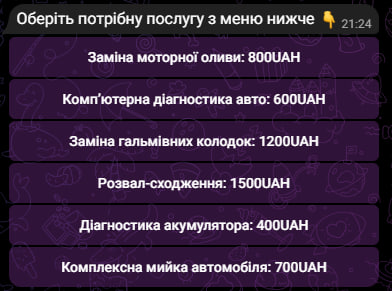 Оберіть потрібну послугу з меню нижче 👇 21:24
Заміна моторної оливи: 800UAH
Комп'ютерна діагностика авто: 600UAH
Заміна гальмівних колодок: 1200UAH
Розвал-сходження: 1500UAH
Діагностика акумулятора: 400UAH
Комплексна мийка автомобіля: 700UAH